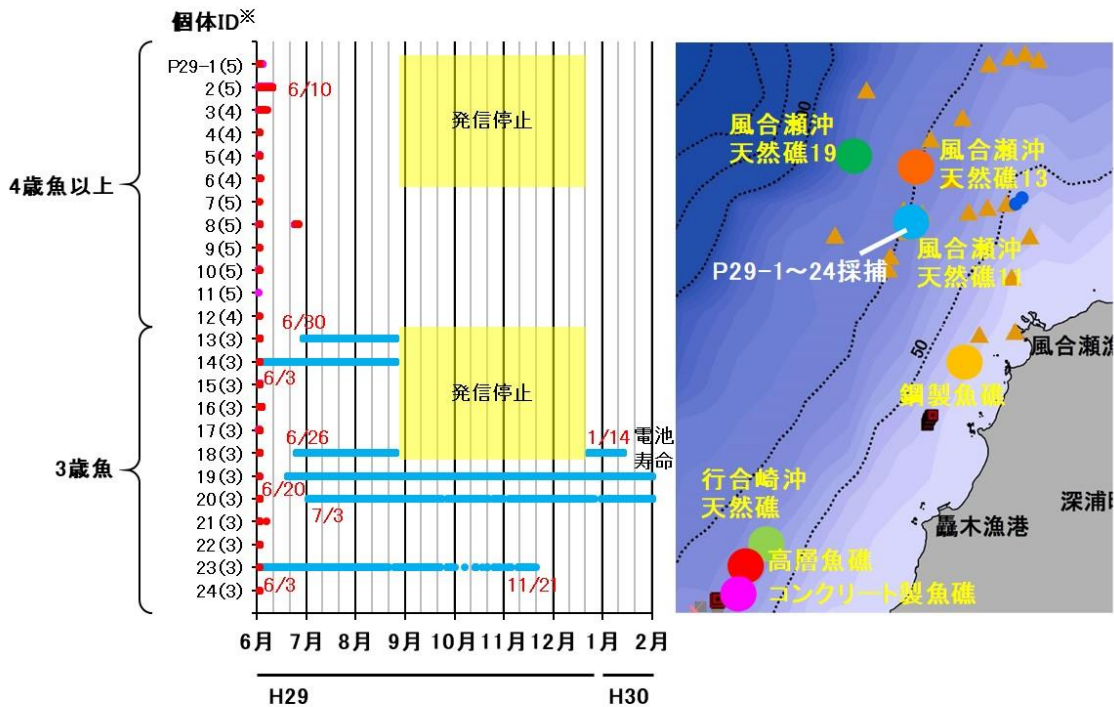 個体ID※
4歳魚以上
3歳魚
P29-1(5)
2(5)
3(4)
4(4)
5(4)
6(4)
7(5)
8(5)
9(5)
10(5)
11(5)
12(4)
13(3)
14(3)
15(3)
16(3)
17(3)
18(3)
19(3)
20(3)
21(3)
22(3)
23(3)
24(3)
6/10
発信停止
6/30
6/3
発信停止
6/26
1/14
電池
寿命
6/20
7/3
6/3
11/21
6月
7月
8月
9月
10月
11月
12月
1月
2月
H29
H30
風合瀬沖
天然礁19
風合瀬沖
天然礁13
P29-1~24採捕
風合瀬沖
天然礁11
50
風合瀬漁
鋼製魚礁
行合崎沖
天然礁
高層魚礁
コンクリート製魚礁
轟木漁港